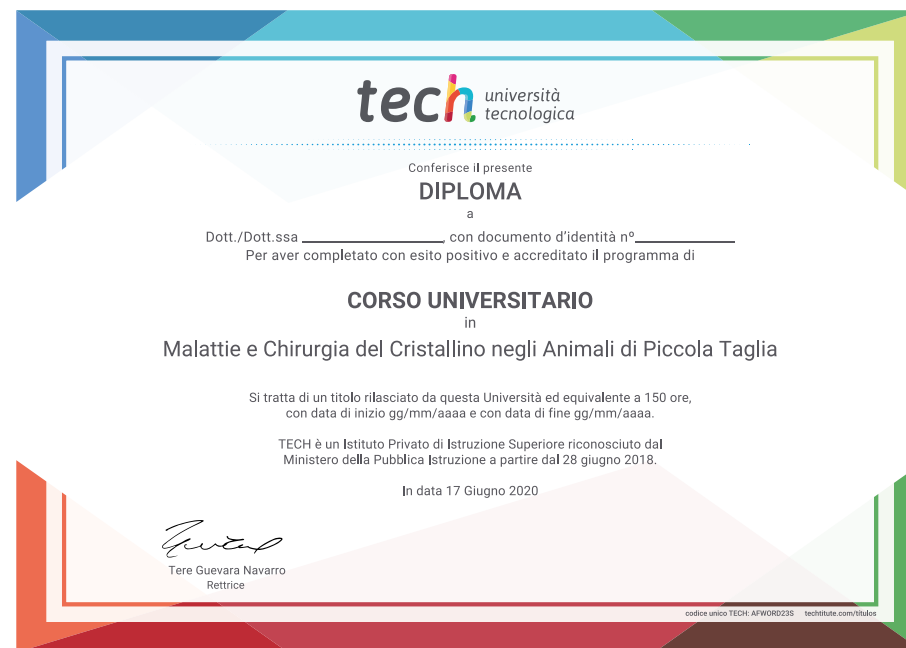 tech università
tecnologica
Conferisce il presente
DIPLOMA
a
Dott./Dott.ssa ____________________, con documento d'identità nº______________
Per aver completato con esito positivo e accreditato il programma di
CORSO UNIVERSITARIO
in
Malattie e Chirurgia del Cristallino negli Animali di Piccola Taglia
Si tratta di un titolo rilasciato da questa Università ed equivalente a 150 ore,
con data di inizio gg/mm/aaaa e con data di fine gg/mm/aaaa.
TECH è un Istituto Privato di Istruzione Superiore riconosciuto dal
Ministero della Pubblica Istruzione a partire dal 28 giugno 2018.
In data 17 Giugno 2020
Tere Guevara Navarro
Rettrice
codice unico TECH: AFWORD23S techtitute.com/titulos